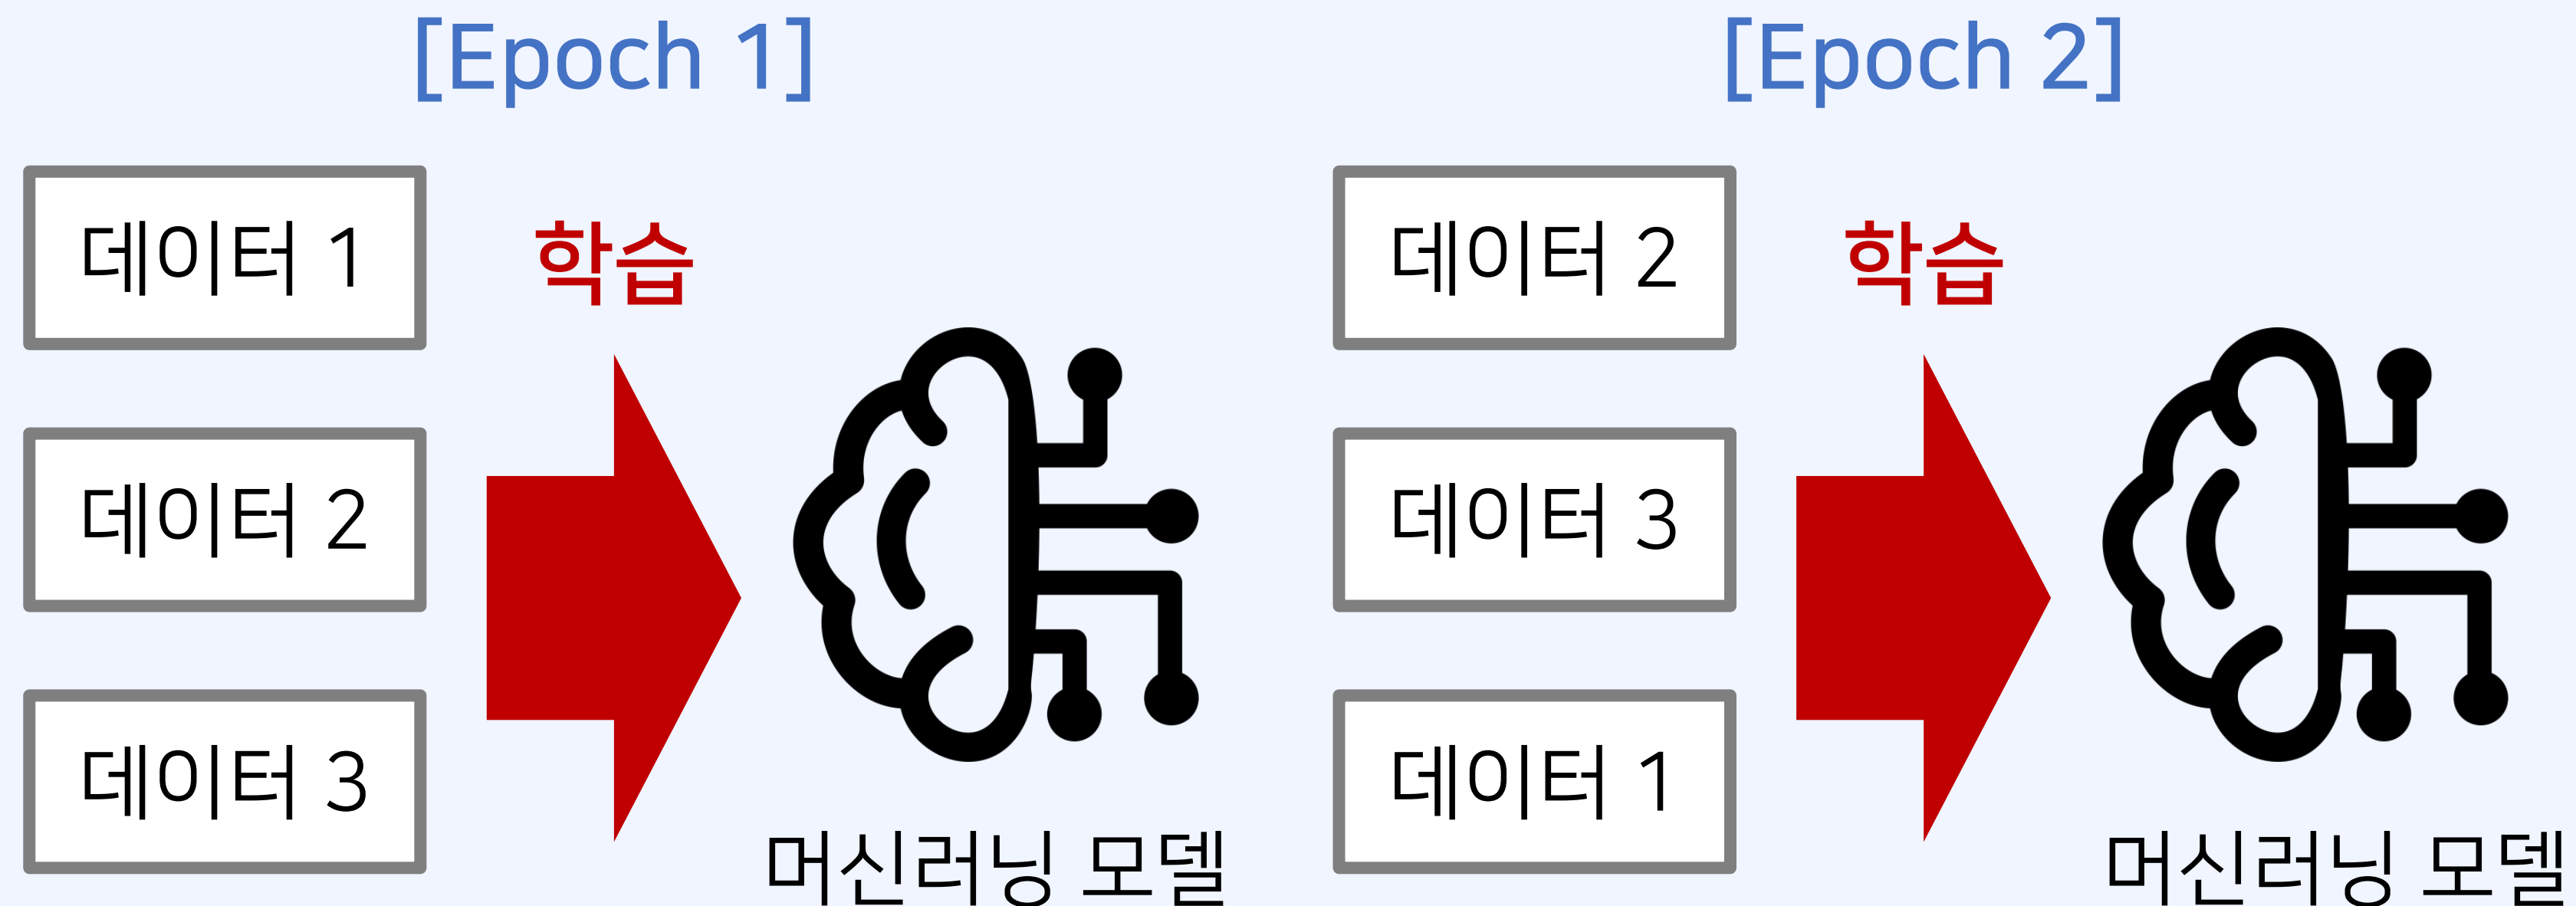 [Epoch 1]
데이터 1
학습
데이터 2
데이터 3
머신러닝 모델
[Epoch 2]
데이터 2
학습
데이터 3
데이터 1
머신러닝 모델